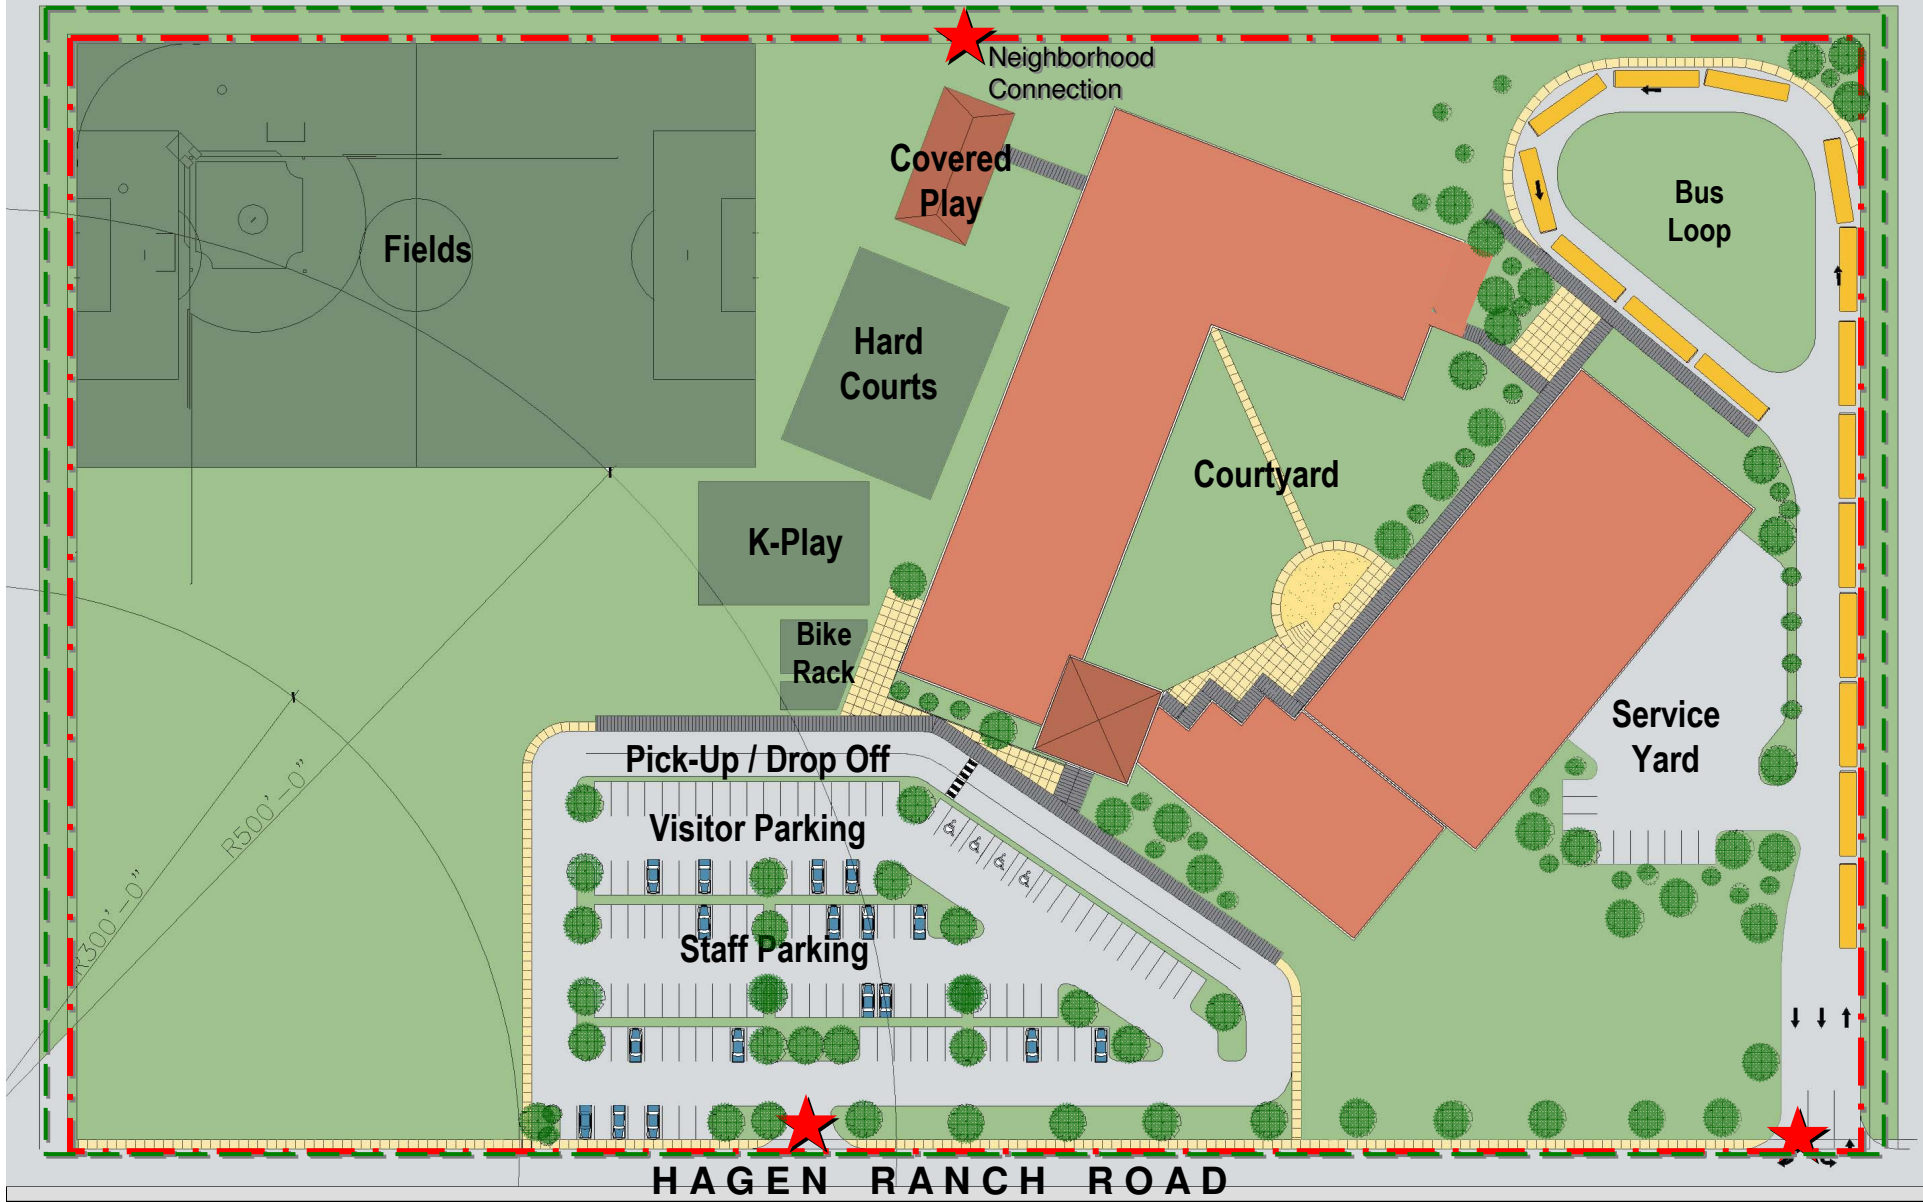 Neighborhood
Connection
Covered
Play
Bus
Loop
Fields
Hard
Courts
Courtyard
K-Play
Bike
Rack
Service
Yard
Pick-Up / Drop Off
Visitor Parking
R500'-0"
R300'-0"
Staff Parking
HAGEN RANCH ROAD